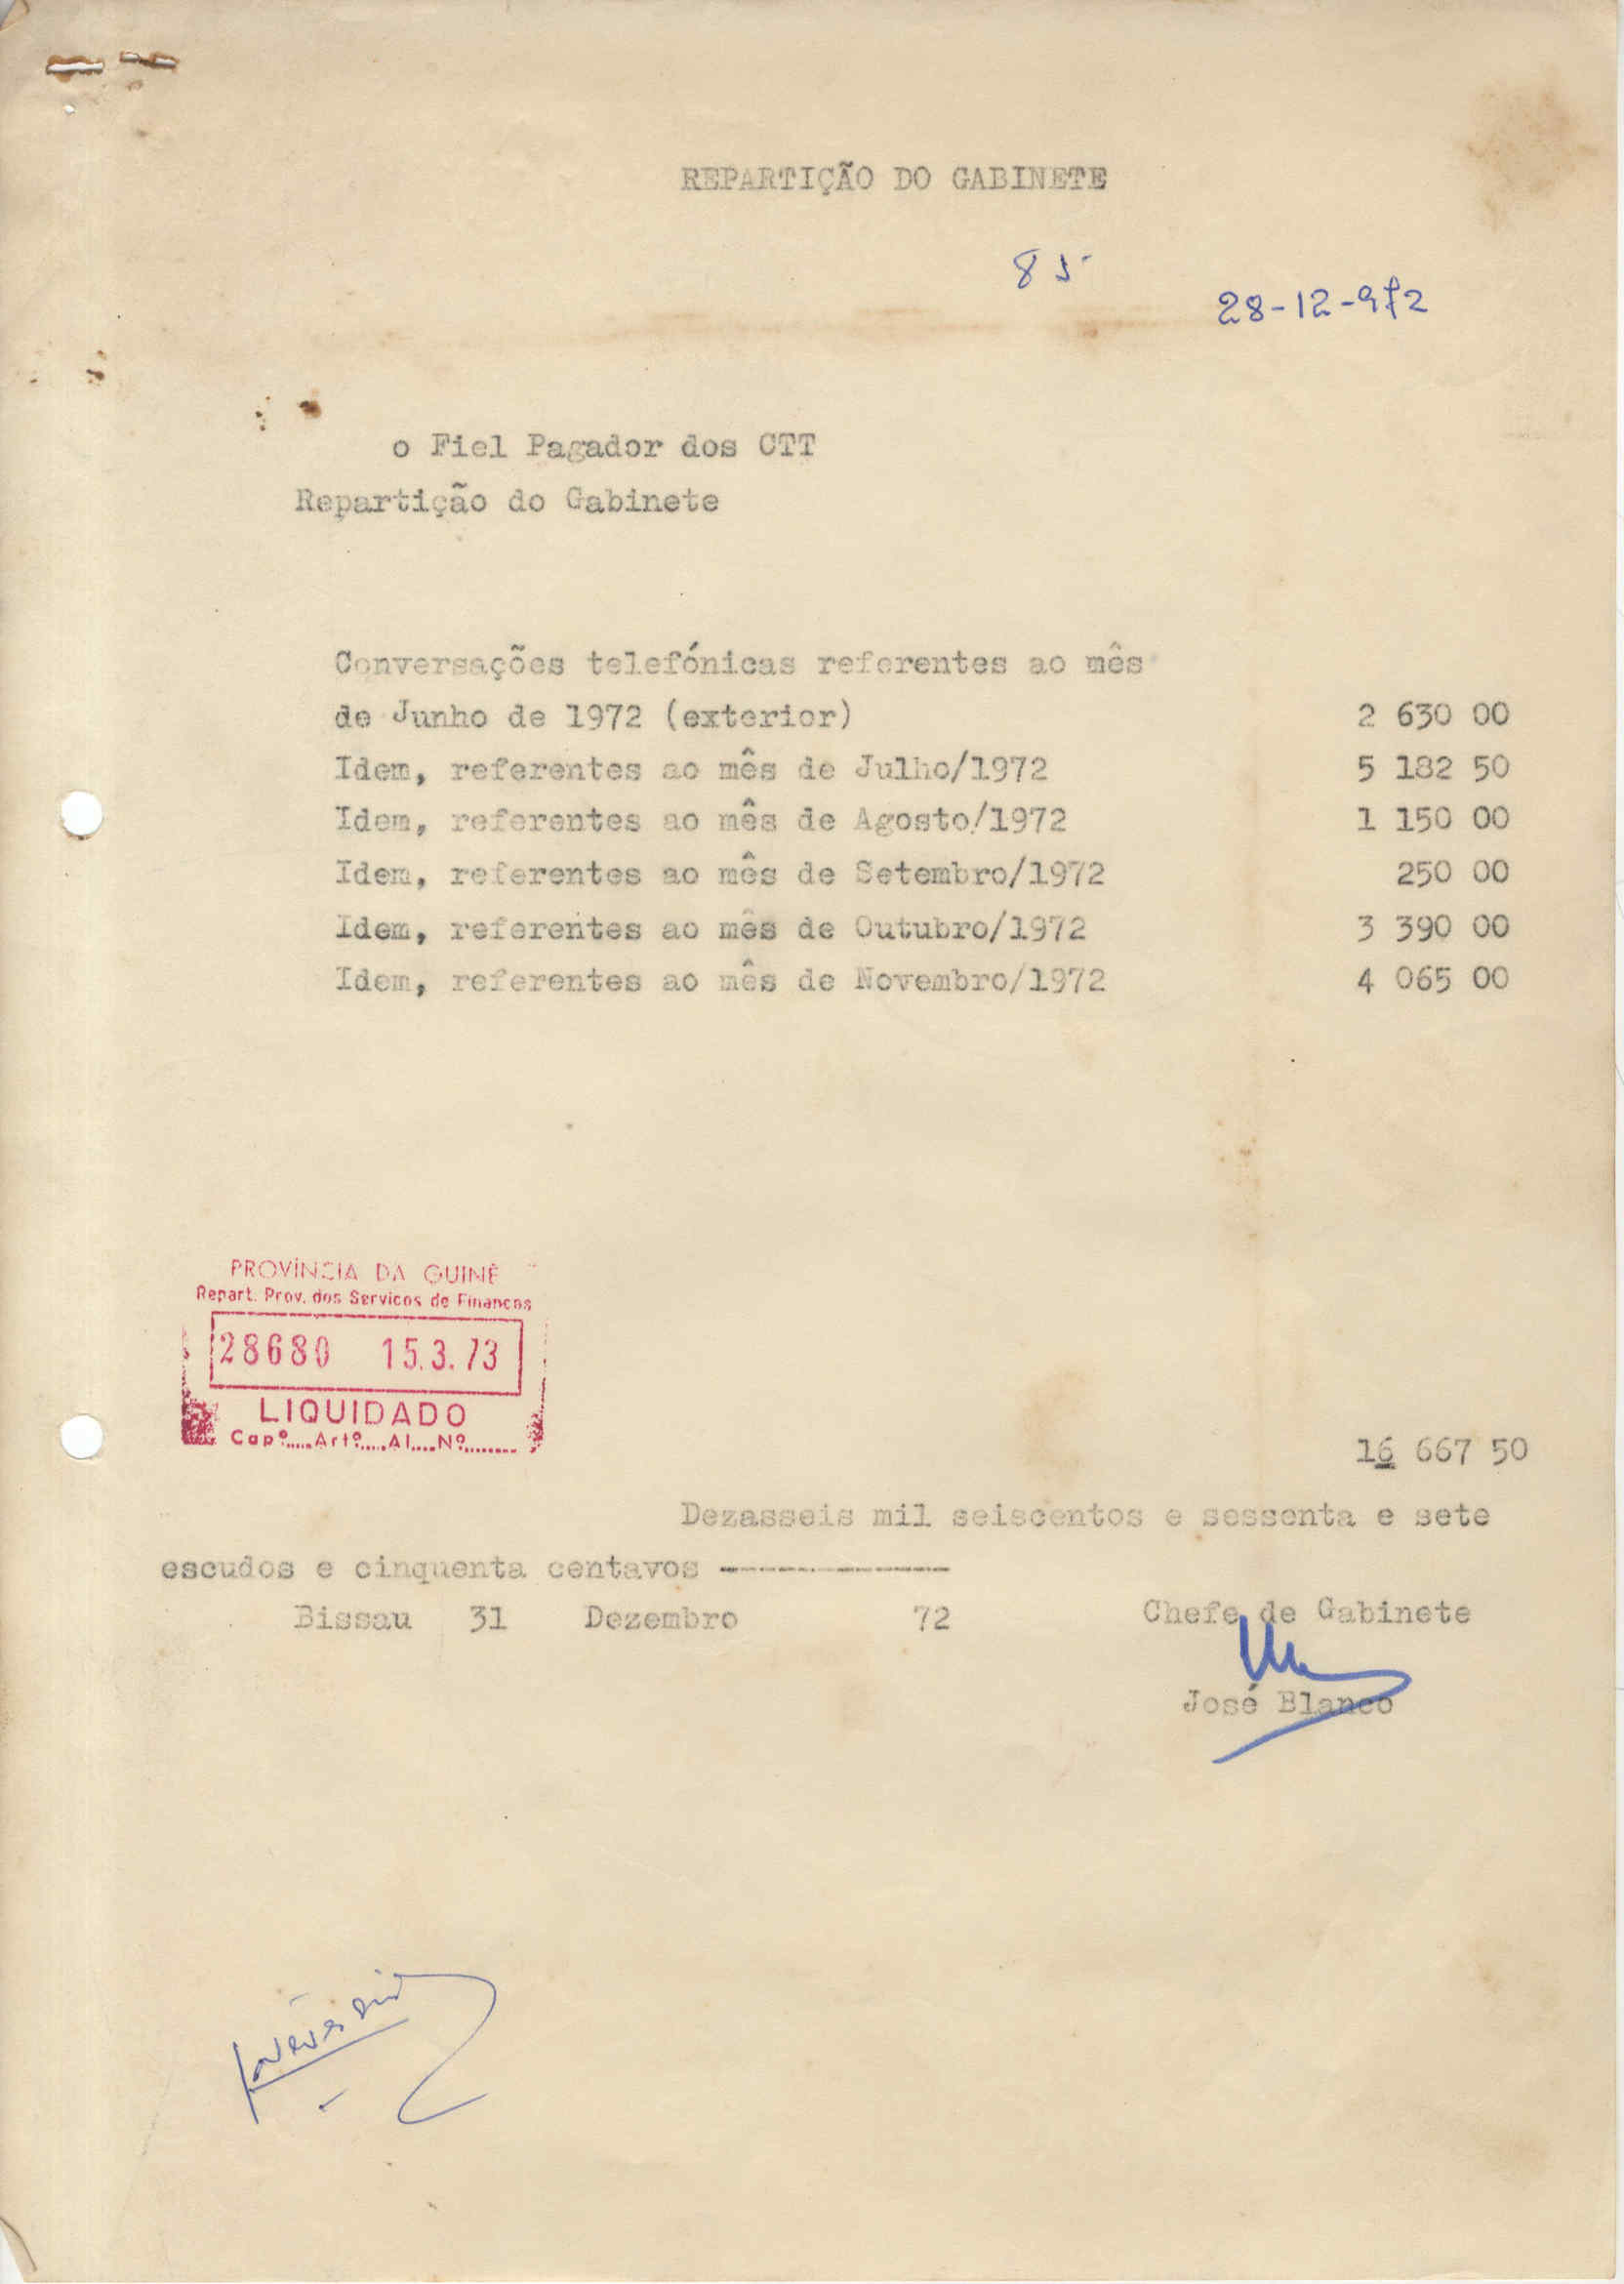 REPARTIÇÃO DO GABINETE
85
28-12-972
o Fiel Pagador dos CTT
Repartição do Gabinete
Conversações telefónicas referentes ao mês
de Junho de 1972 (exterior) 2 630 00
Idem, referentes ao mês de Julho/1972 5 182 50
Idem, referentes ao mês de Agosto/1972 1 150 00
Idem, referentes ao mês de Setembro/1972 250 00
Idem, referentes ao mês de Outubro/1972 3 390 00
Idem, referentes ao mês de Novembro/1972 4 065 00
PROVÍNCIA DA GUINÉ
Repart. Prov. dos Serviços de Finanças
28680 15.3.73
LIQUIDADO
Capº.....Artº.....Al....Nº........
16 667 50
Dezasseis mil seiscentos e sessenta e sete
escudos e cinquenta centavos ------------
Bissau 31 Dezembro 72 Chefe de Gabinete
José Blanco